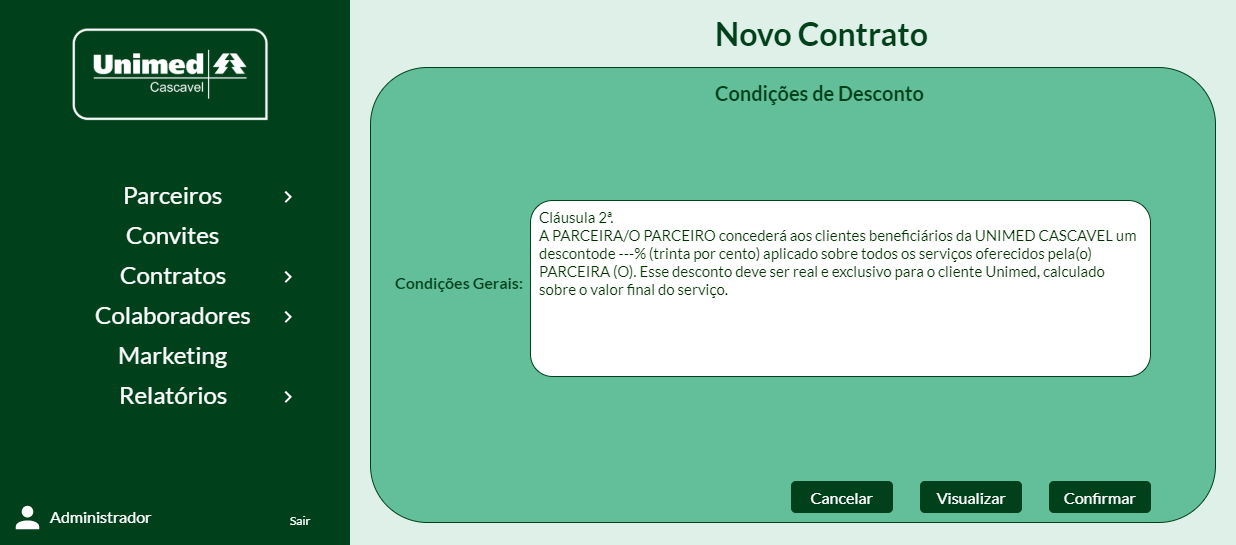 Unimed
Cascavel
Parceiros
Convites
Contratos
Colaboradores
Marketing
Relatórios
Administrador
Sair
Novo Contrato
Condições de Desconto
Condições Gerais:
Cláusula 2ª.
A PARCEIRA/O PARCEIRO concederá aos clientes beneficiários da UNIMED CASCAVEL um
descontode ---% (trinta por cento) aplicado sobre todos os serviços oferecidos pela(o)
PARCEIRA (O). Esse desconto deve ser real e exclusivo para o cliente Unimed, calculado
sobre o valor final do serviço.
Cancelar
Visualizar
Confirmar